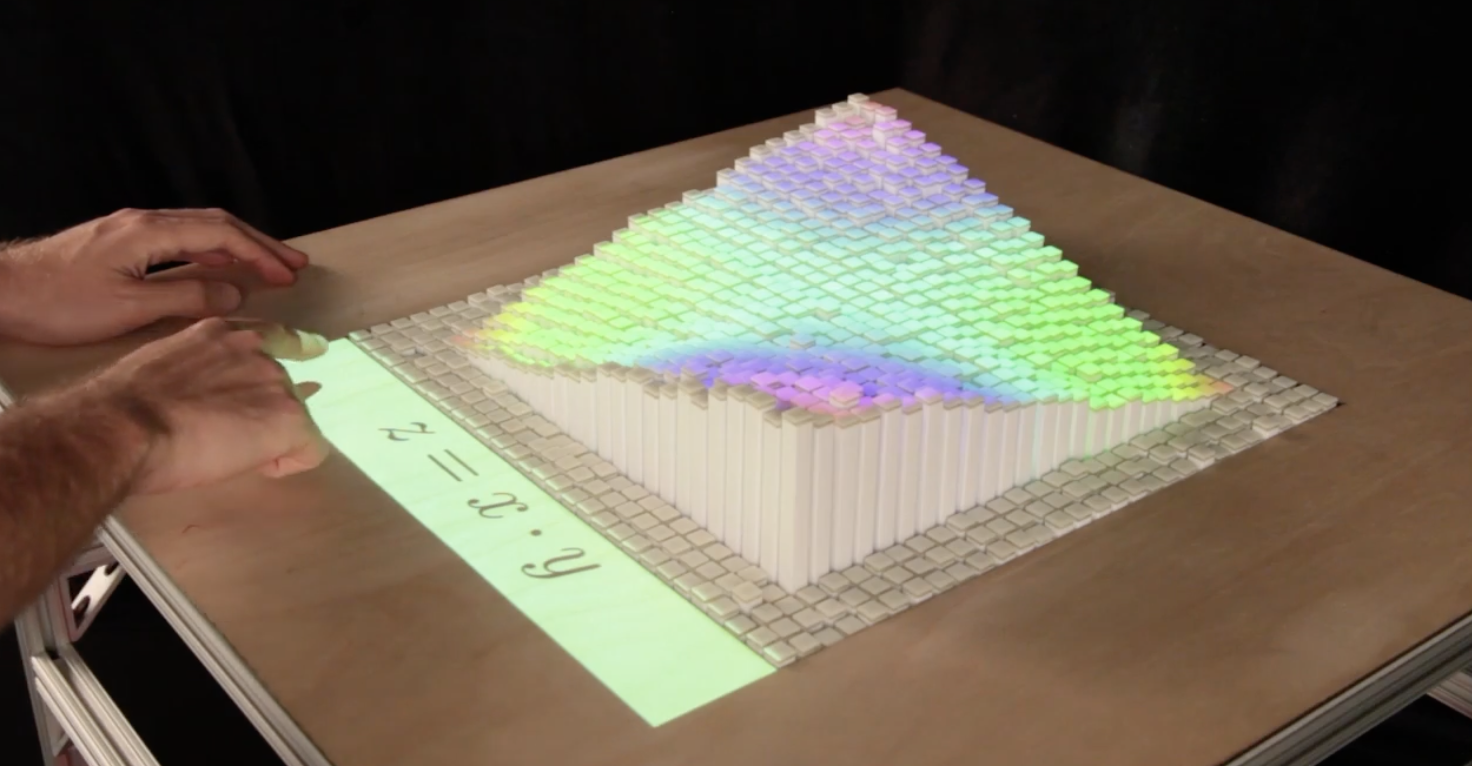 z = x · y